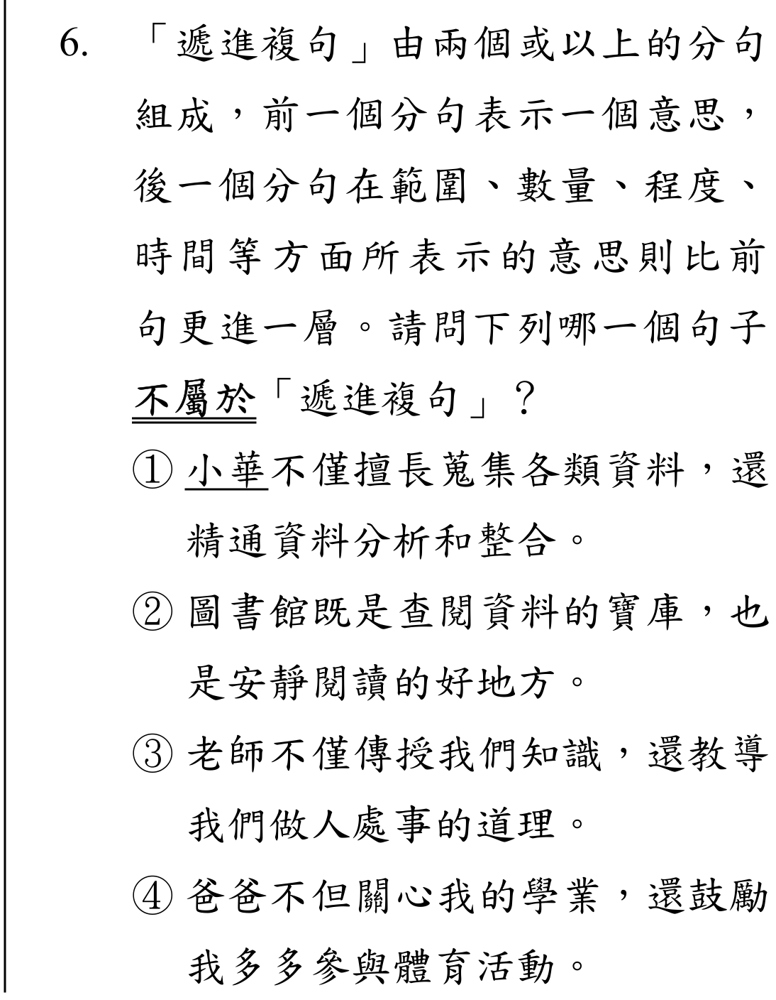 6. 「遞進複句」由兩個或以上的分句
組成，前一個分句表示一個意思，
後一個分句在範圍、數量、程度、
時間等方面所表示的意思則比前
句更進一層。請問下列哪一個句子
不屬於「遞進複句」？
① 小華不僅擅長蒐集各類資料，還
精通資料分析和整合。
② 圖書館既是查閱資料的寶庫，也
是安靜閱讀的好地方。
③ 老師不僅傳授我們知識，還教導
我們做人處事的道理。
④ 爸爸不但關心我的學業，還鼓勵
我多多參與體育活動。